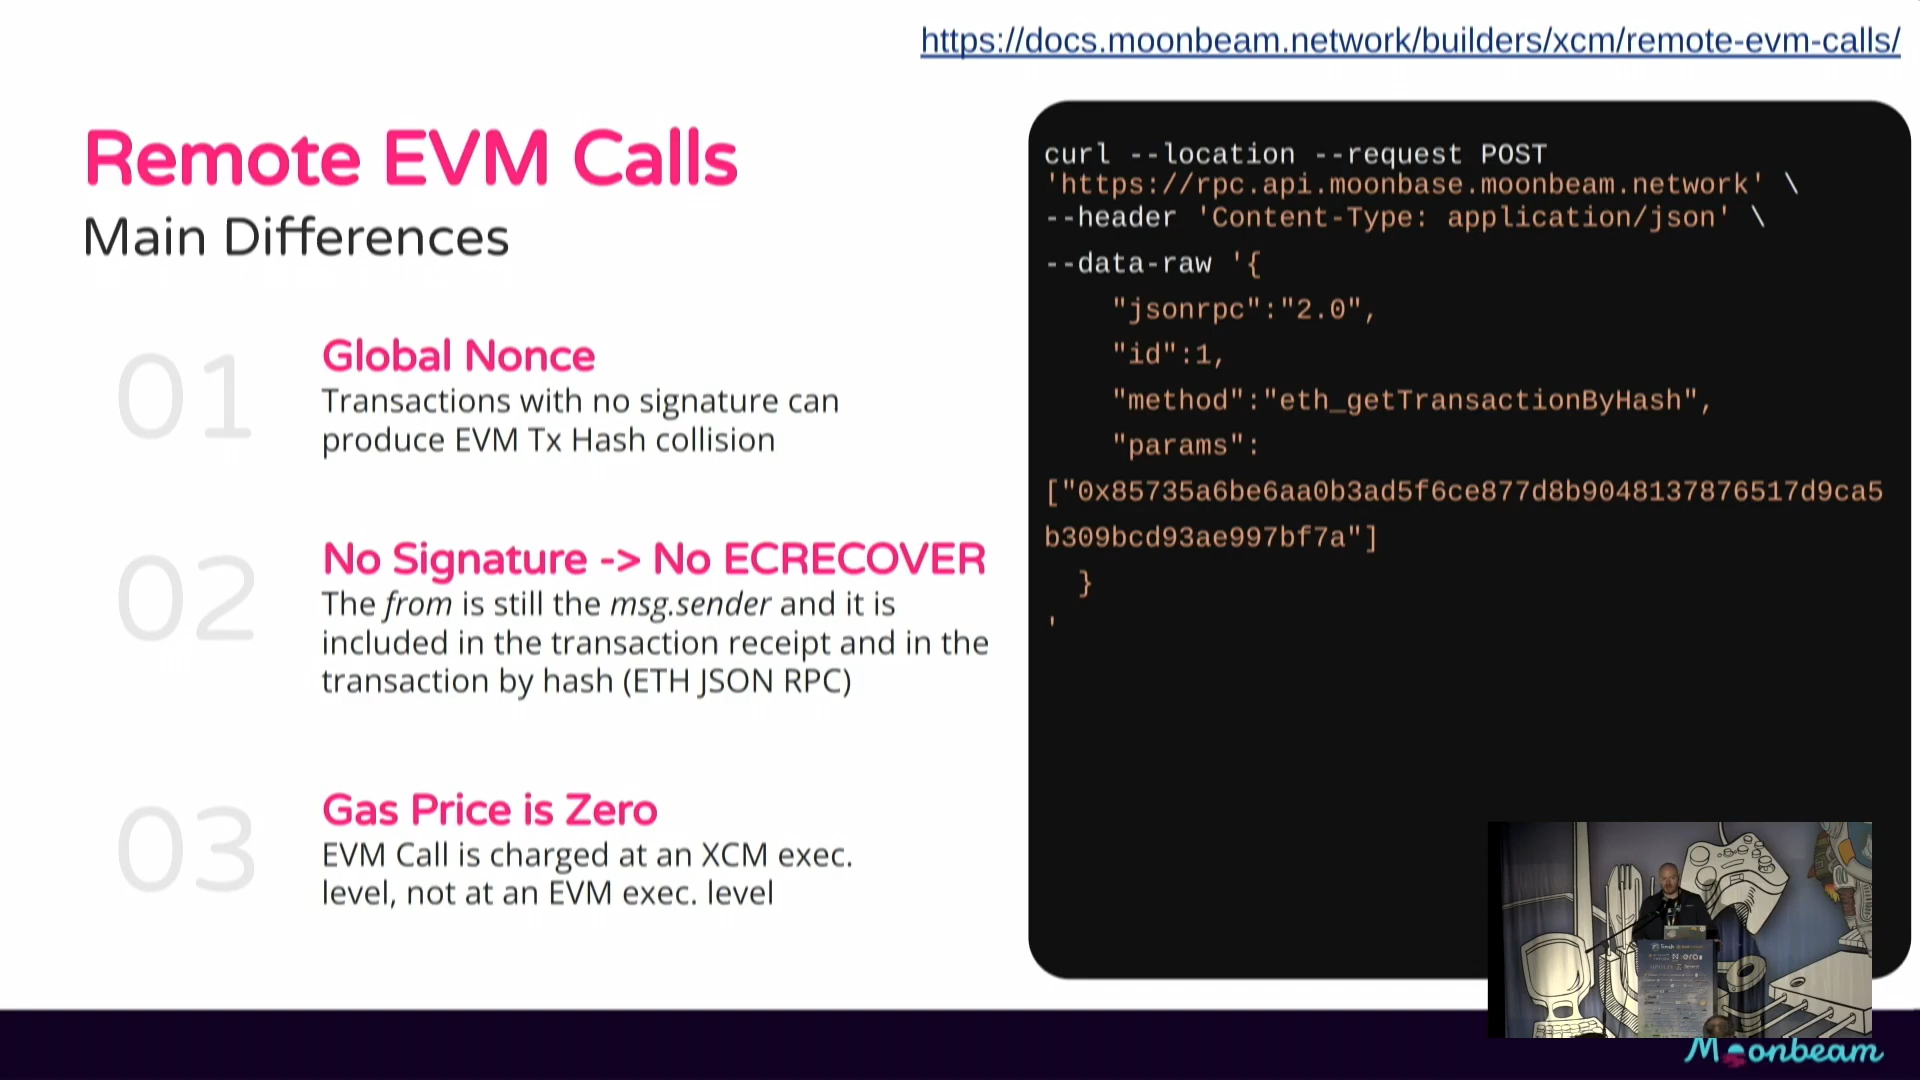 https://docs.moonbeam.network/builders/xcm/remote-evm-calls/
Remote EVM Calls
Main Differences
01
Global Nonce
Transactions with no signature can
produce EVM Tx Hash collision
02
No Signature -> No ECRECOVER
The from is still the msg.sender and it is
included in the transaction receipt and in the
transaction by hash (ETH JSON RPC)
03
Gas Price is Zero
EVM Call is charged at an XCM exec.
level, not at an EVM exec. level
curl --location --request POST
'https://rpc.api.moonbase.moonbeam.network' \
--header 'Content-Type: application/json' \
--data-raw '{
"jsonrpc":"2.0",
"id":1,
"method":"eth_getTransactionByHash",
"params":
["0x85735a6be6aa0b3ad5f6ce877d8b9048137876517d9ca5
b309bcd93ae997bf7a"]
}
'
Moonbeam